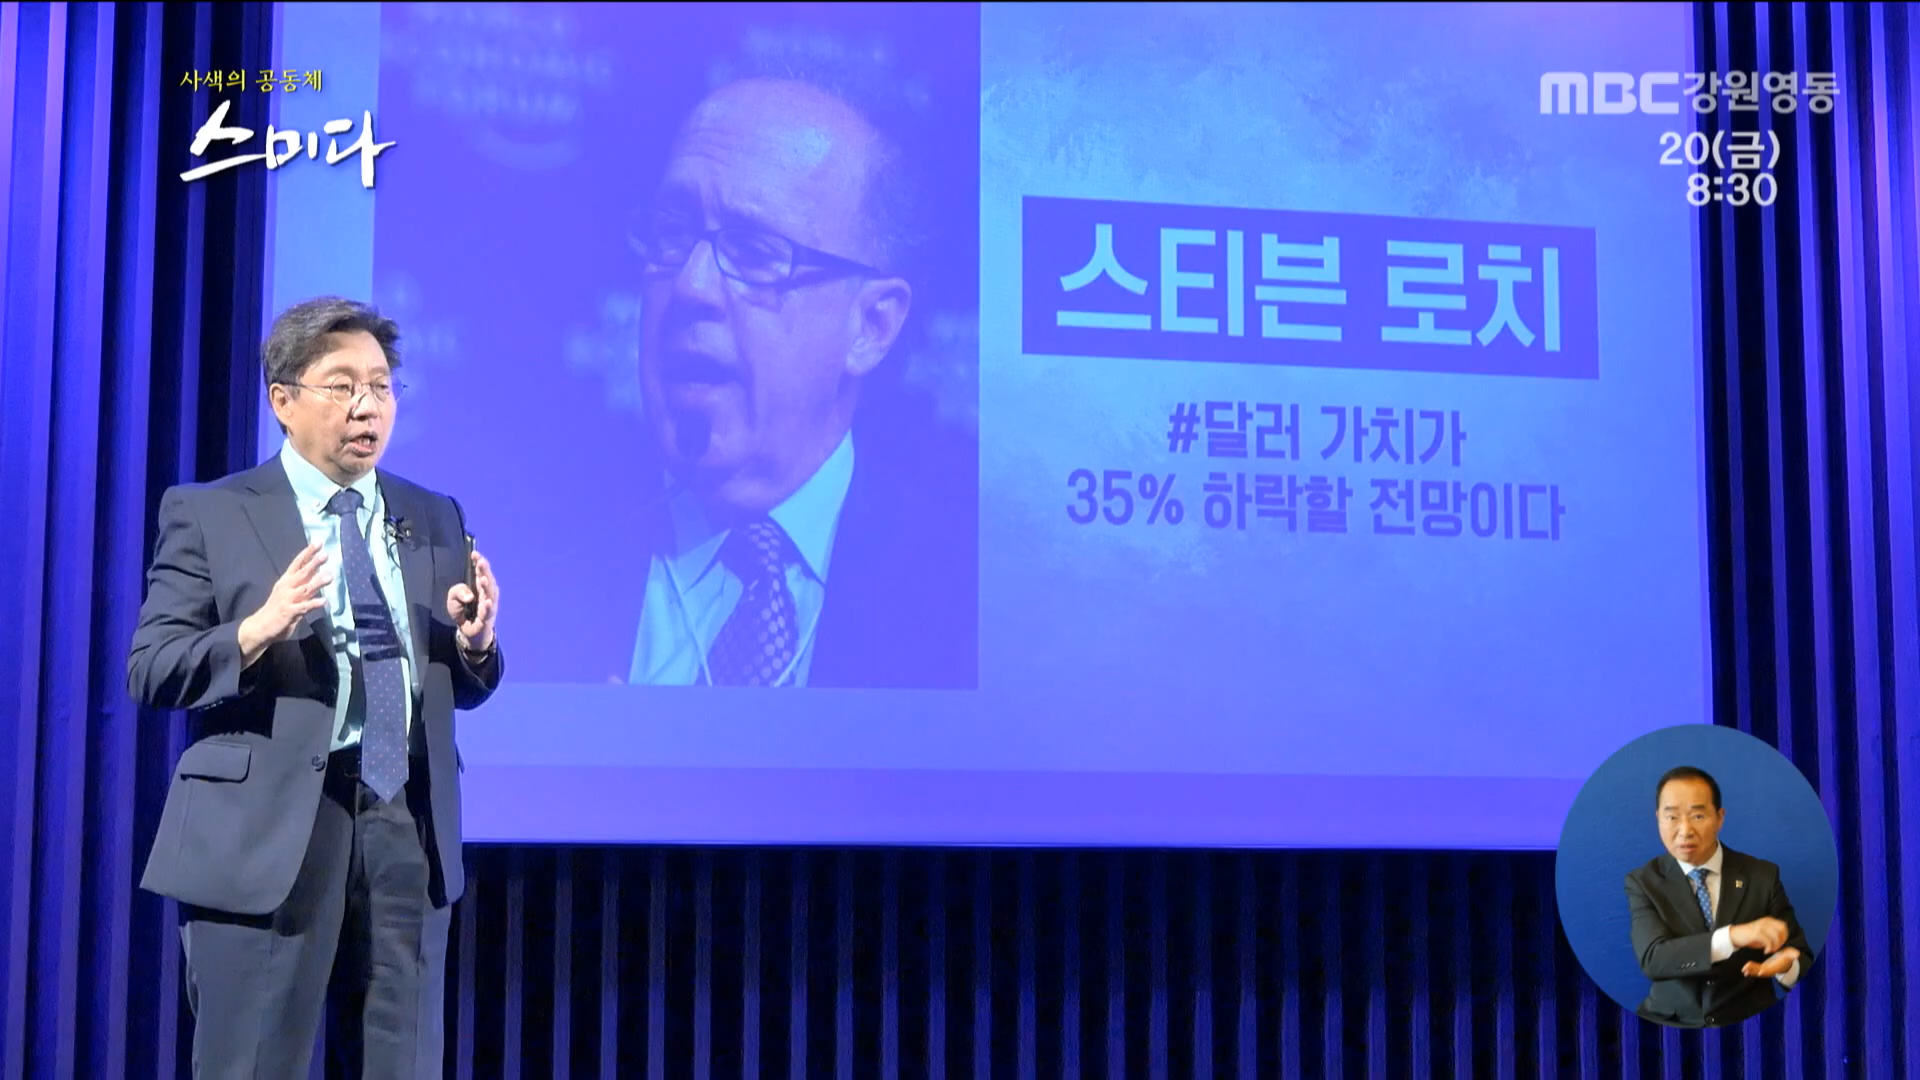 사색의 공동체
스미다
MBC강원영동
20(금)
8:30
스티븐 로치
#달러 가치가
35% 하락할 전망이다